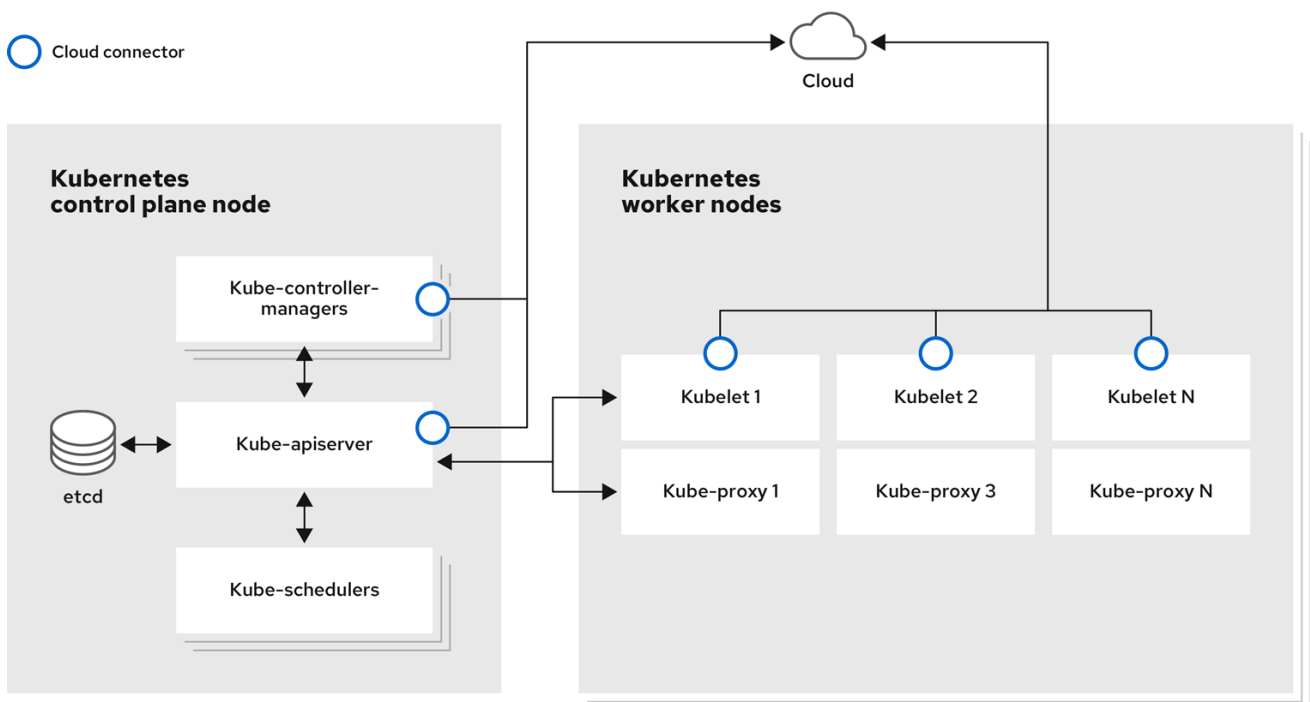 Cloud connector
Cloud
Kubernetes
control plane node
Kube-controller-
managers
Kube-apiserver
etcd
Kube-schedulers
Kubernetes
worker nodes
Kubelet 1
Kubelet 2
Kubelet N
Kube-proxy 1
Kube-proxy 3
Kube-proxy N